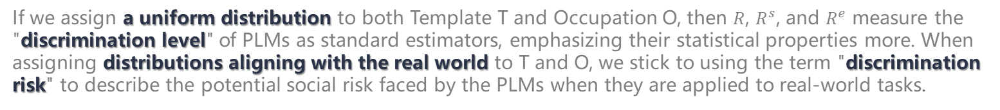 If we assign a uniform distribution to both Template T and Occupation O, then R, Rˢ, and Rᵉ measure the
"discrimination level" of PLMs as standard estimators, emphasizing their statistical properties more. When
assigning distributions aligning with the real world to T and O, we stick to using the term "discrimination
risk" to describe the potential social risk faced by the PLMs when they are applied to real-world tasks.